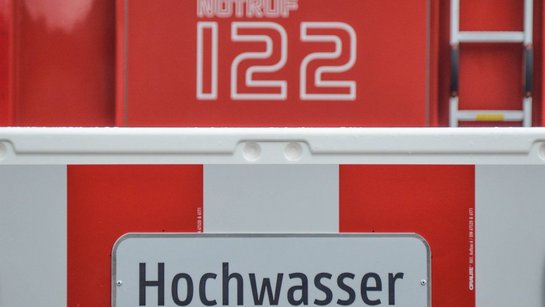 NOTRUF
122
Hochwasser